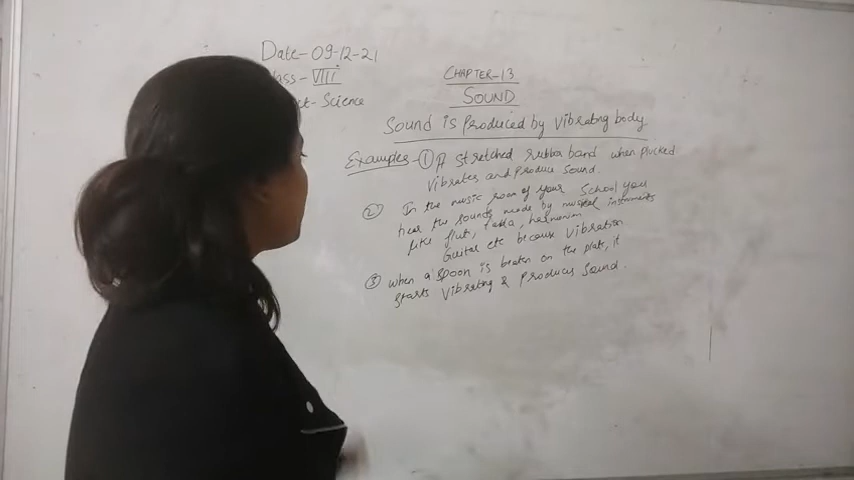 Date- 09-12-21
ass- VIII
ct- Science
CHAPTER-13
SOUND
Sound is Produced by Vibrating body
Examples- ① A stretched rubber band when plucked
Vibrates and Produce Sound.
② In the music room of your School you
hear the sounds made by musical instruments
like flut, tabla, harmonium
Guitar etc because Vibration
③ when a spoon is beaten on the plate, it
starts Vibrating & Produces Sound.